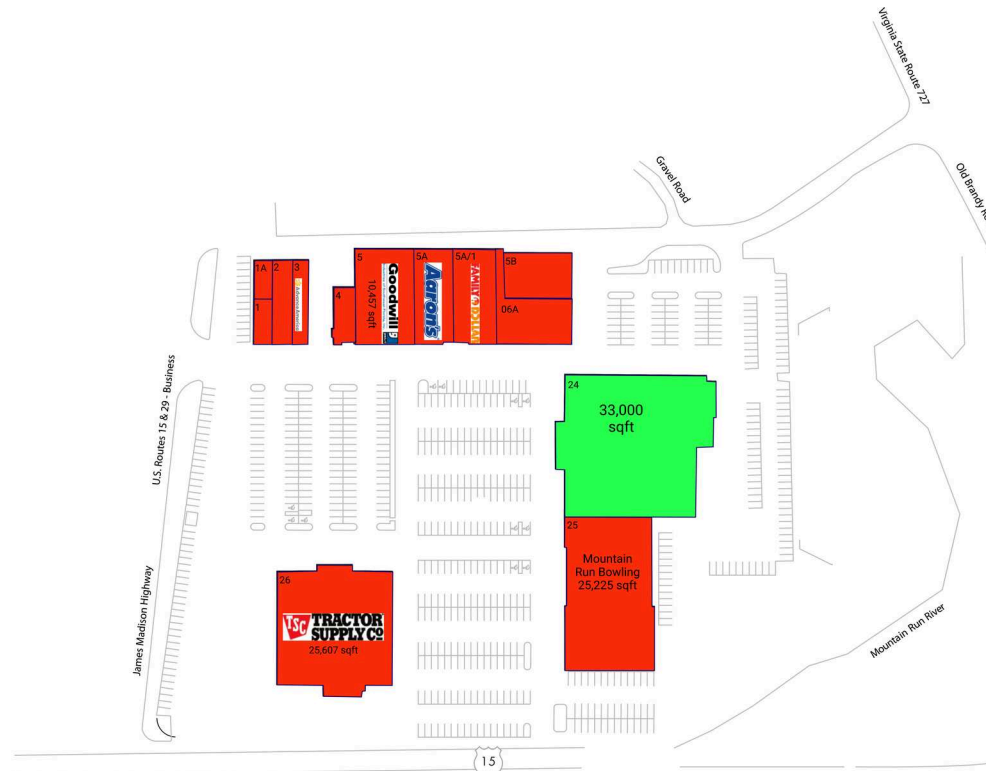 Virginia State Route 727
Gravel Road
Old Brandy R
1A
2
3
1
4
5
Goodwill
10,457 sqft
5A
Aaron's
5A/1
FAMILY DOLLAR
5B
06A
24
33,000
sqft
U.S. Routes 15 & 29 - Business
James Madison Highway
25
Mountain
Run Bowling
25,225 sqft
26
TSC TRACTOR
SUPPLY CO
25,607 sqft
Mountain Run River
15